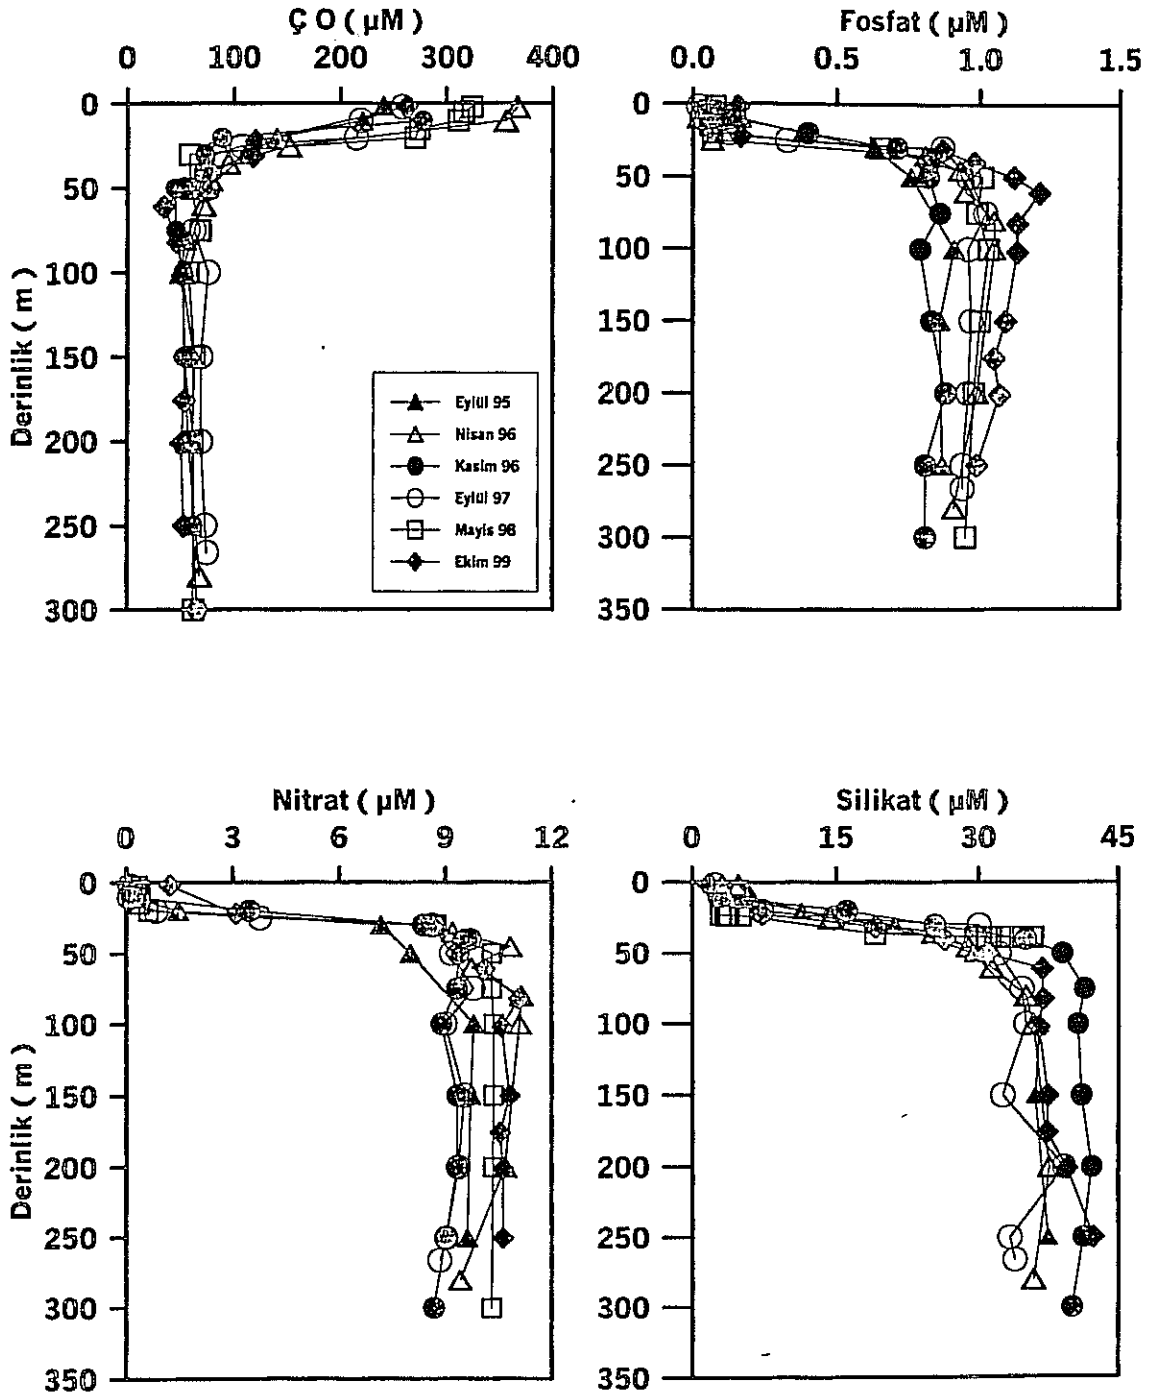 Ç O ( µM )
0 100 200 300 400
0
50
100
150
200
250
300
Derinlik ( m )
Eylül 95
Nisan 96
Kasim 96
Eylül 97
Mayis 98
Ekim 99
Fosfat ( µM )
0.0 0.5 1.0 1.5
0
50
100
150
200
250
300
350
Nitrat ( µM )
0 3 6 9 12
0
50
100
150
200
250
300
350
Derinlik ( m )
Silikat ( µM )
0 15 30 45
0
50
100
150
200
250
300
350